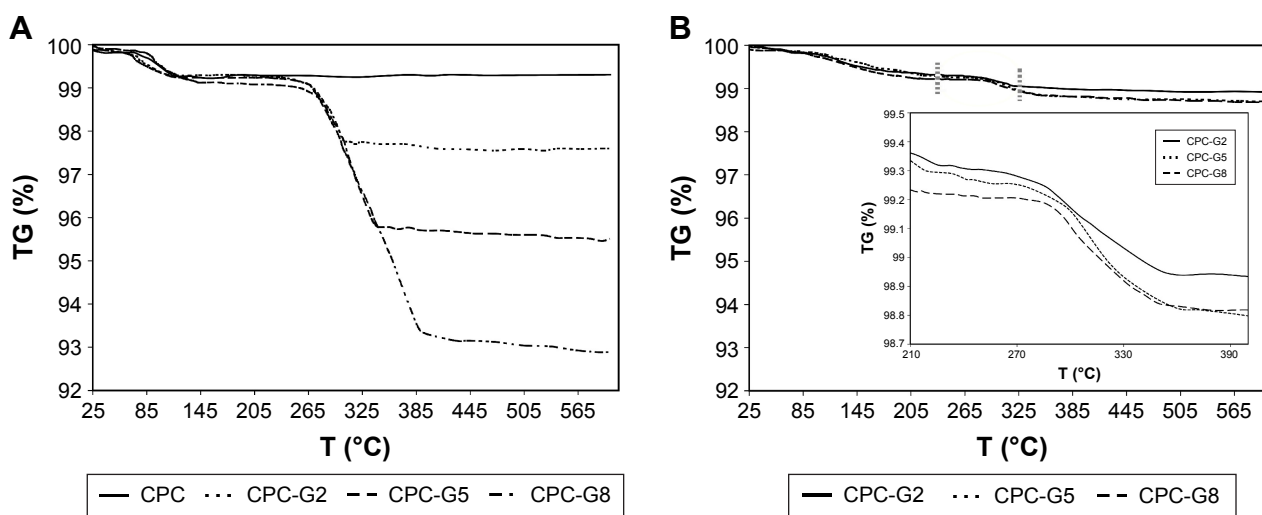 A
TG (%)
100
99
98
97
96
95
94
93
92
25 85 145 205 265 325 385 445 505 565
T (°C)
CPC CPC-G2 CPC-G5 CPC-G8
B
TG (%)
100
99
98
97
96
95
94
93
92
25 85 145 205 265 325 385 445 505 565
T (°C)
CPC-G2 CPC-G5 CPC-G8
TG (%)
99.5
99.4
99.3
99.2
99.1
99
98.9
98.8
98.7
210 270 330 390
T (°C)
CPC-G2
CPC-G5
CPC-G8